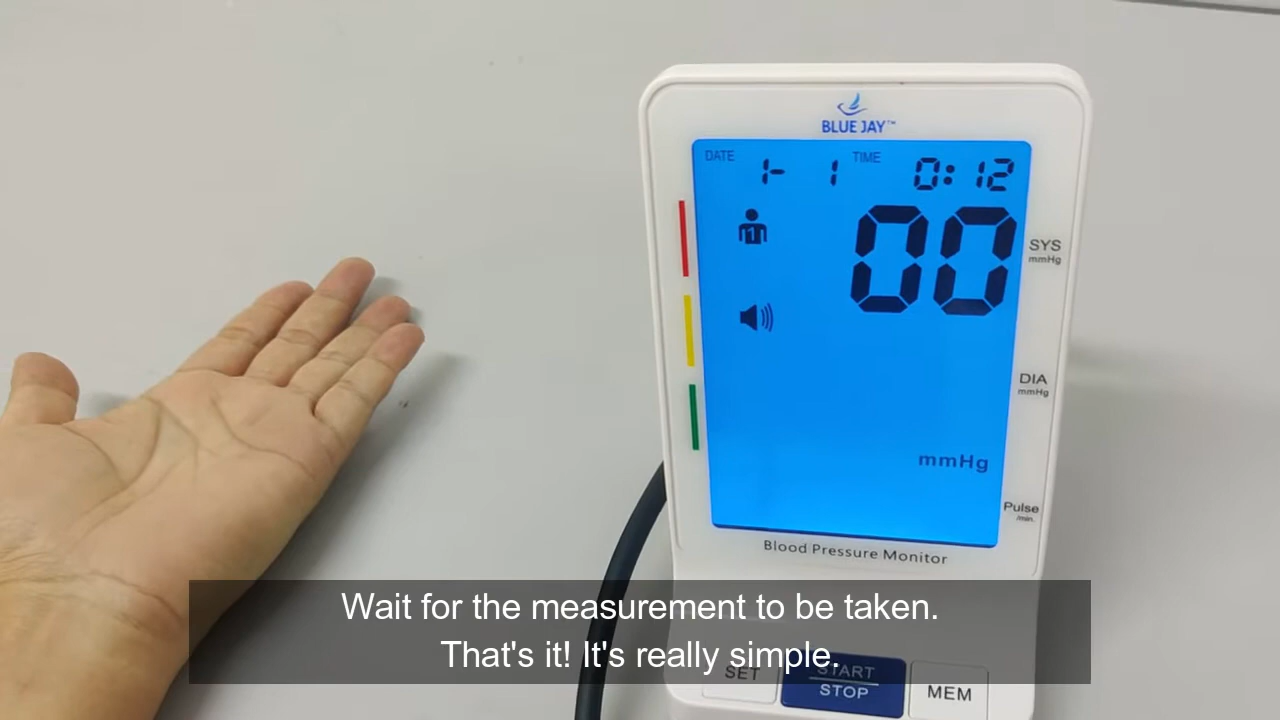 BLUE JAY™
DATE 1- 1 TIME 0:12
1
00
SYS
mmHg
DIA
mmHg
mmHg
Pulse
/min.
Blood Pressure Monitor
Wait for the measurement to be taken.
That's it! It's really simple.
SET
START
STOP
MEM